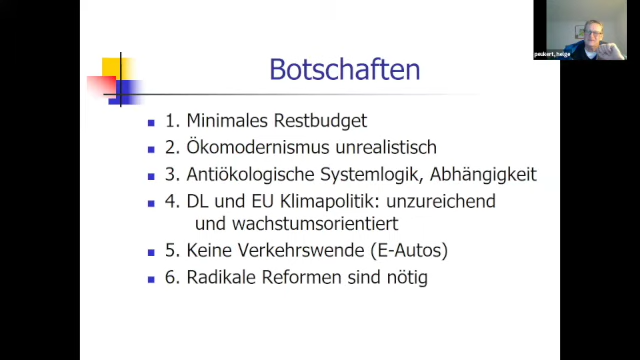 Botschaften
1. Minimales Restbudget
2. Ökomodernismus unrealistisch
3. Antiökologische Systemlogik, Abhängigkeit
4. DL und EU Klimapolitik: unzureichend
und wachstumsorientiert
5. Keine Verkehrswende (E-Autos)
6. Radikale Reformen sind nötig
peukert_helge